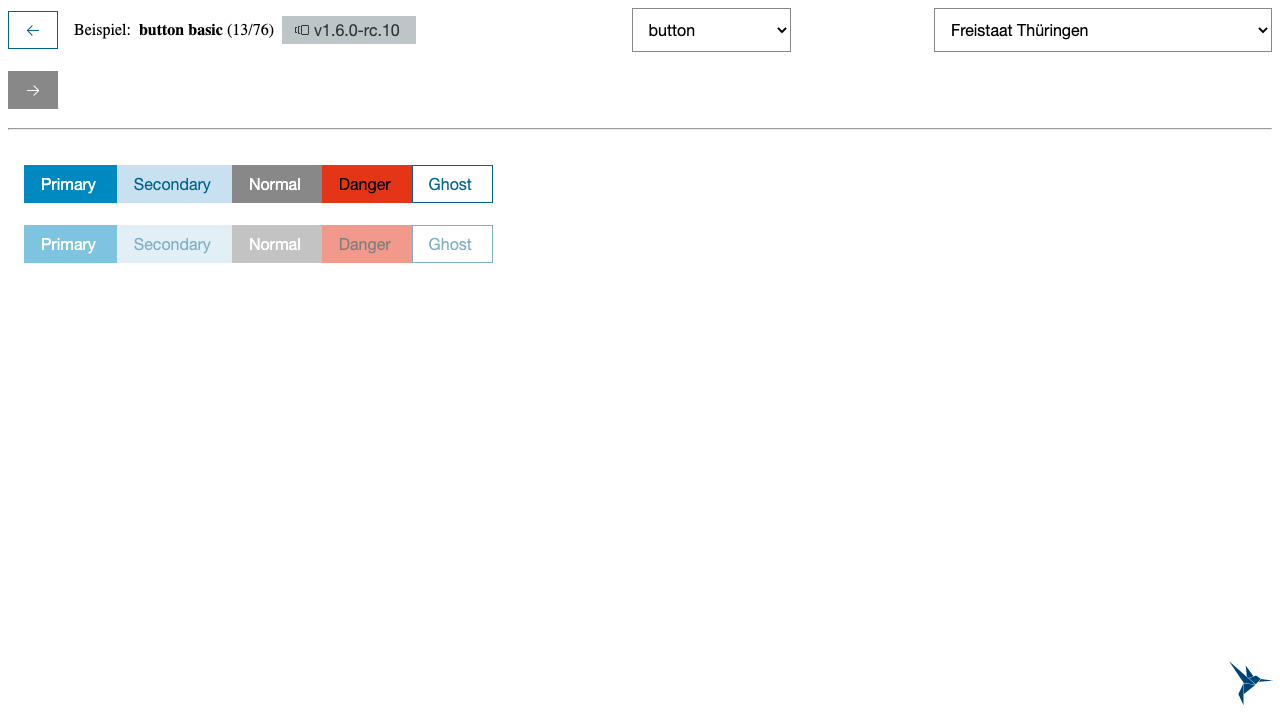 ← Beispiel: button basic (13/76) v1.6.0-rc.10 button Freistaat Thüringen
→
Primary Secondary Normal Danger Ghost
Primary Secondary Normal Danger Ghost